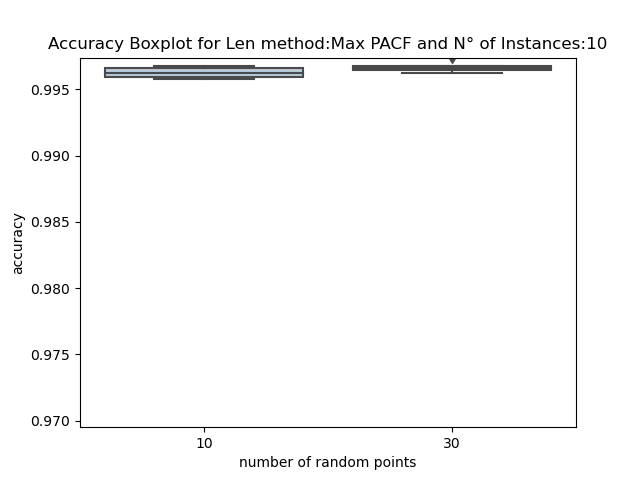 Accuracy Boxplot for Len method:Max PACF and N° of Instances:10
0.995
0.990
0.985
0.980
0.975
0.970
accuracy
10
30
number of random points